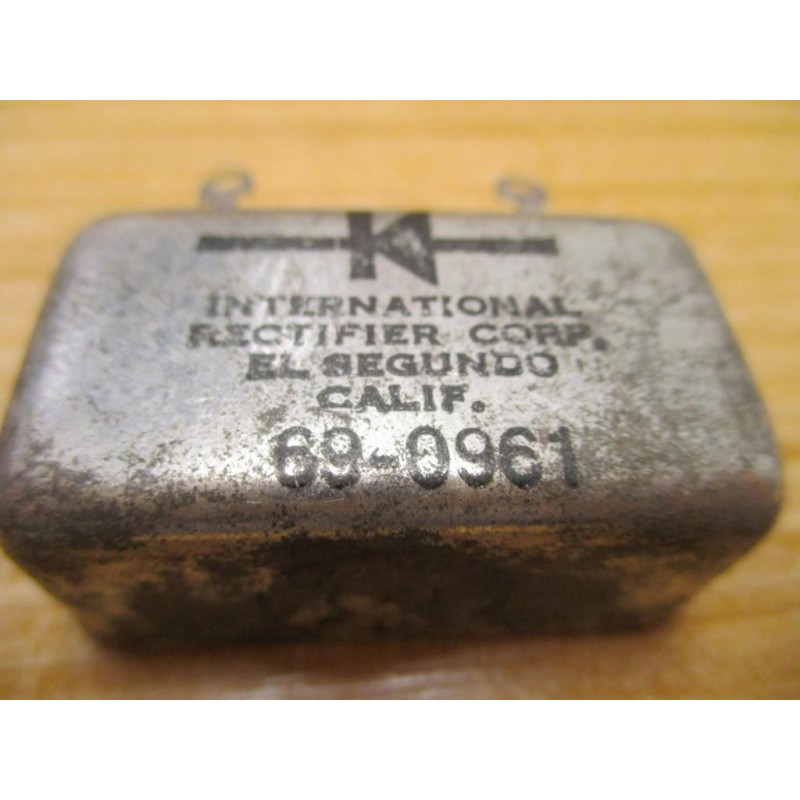 INTERNATIONAL
RECTIFIER CORP.
EL SEGUNDO
CALIF.
69-0961